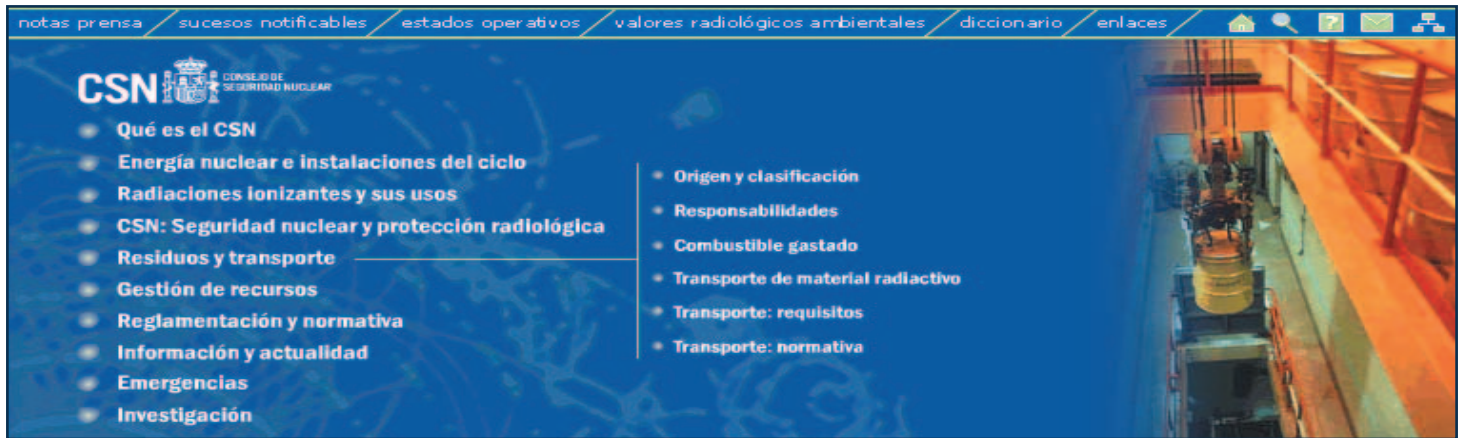 notas prensa / sucesos notificables / estados operativos / valores radiológicos ambientales / diccionario / enlaces /
CSN CONSEJO DE
SEGURIDAD NUCLEAR
Qué es el CSN
Energía nuclear e instalaciones del ciclo
Radiaciones ionizantes y sus usos
CSN: Seguridad nuclear y protección radiológica
Residuos y transporte
Gestión de recursos
Reglamentación y normativa
Información y actualidad
Emergencias
Investigación
Origen y clasificación
Responsabilidades
Combustible gastado
Transporte de material radiactivo
Transporte: requisitos
Transporte: normativa